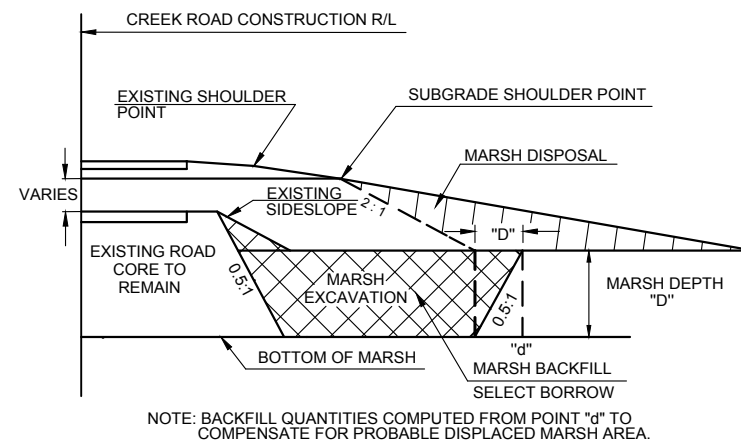 CREEK ROAD CONSTRUCTION R/L
EXISTING SHOULDER
POINT
SUBGRADE SHOULDER POINT
MARSH DISPOSAL
VARIES
EXISTING
SIDESLOPE
2:1
"D"
EXISTING ROAD
CORE TO
REMAIN
0.5:1
MARSH
EXCAVATION
0.5:1
MARSH DEPTH
"D"
BOTTOM OF MARSH
"d"
MARSH BACKFILL
SELECT BORROW
NOTE: BACKFILL QUANTITIES COMPUTED FROM POINT "d" TO
COMPENSATE FOR PROBABLE DISPLACED MARSH AREA.